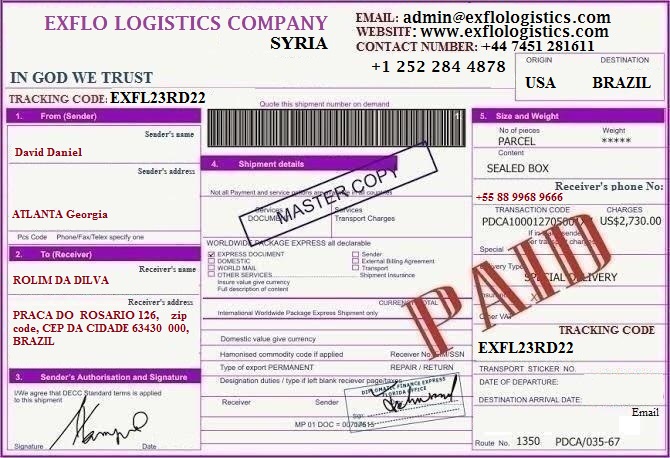 EXFLO LOGISTICS COMPANY
SYRIA
EMAIL: admin@exflologistics.com
WEBSITE: www.exflologistics.com
CONTACT NUMBER: +44 7451 281611
+1 252 284 4878
IN GOD WE TRUST
TRACKING CODE: EXFL23RD22
ORIGIN DESTINATION
USA BRAZIL
Quote this shipment number on demand
1. From (Sender)
Sender's name
David Daniel
Sender's address
ATLANTA Georgia
Pcs Code Phone/Fax/Telex specify one
2. To (Receiver)
Receiver's name
ROLIM DA DILVA
Receiver's address
PRACA DO ROSARIO 126, zip
code, CEP DA CIDADE 63430 000,
BRAZIL
3. Sender's Authorisation and Signature
I/We agree that DECC Standard terms is applied
to this shipment
Signature Date
4. Shipment details
Not all Payment and service options are available in all countries
MASTER COPY
Services
DOCUMENT
Services
Transport Charges
WORLDWIDE PACKAGE EXPRESS all declarable
EXPRESS DOCUMENT Sender
DOMESTIC External Billing Agreement
WORLD MAIL Transport
OTHER SERVICES Shipment Insurance
Insure value give currency
Full description of content
CURRENCY TOTAL
International Worldwide Package Express Shipment only
Domestic value give currency
Harmonised commodity code if applied Receiver No
Type of export PERMANENT REPAIR / RETURN
Designation duties / type if left blank reciever page/taxes
Receiver Sender
DIPLOMATIC FINANCE EXPRESS
FLORIDA OFFICE
MP 01 DOC =
PAID
5. Size and Weight
No of pieces Weight
PARCEL *****
Content
SEALED BOX
Receiver's phone No:
+55 88 9968 9666
TRANSACTION CODE CHARGES
US$2,730.00
Special
Delivery Type
SPECIAL DELIVERY
TRACKING CODE
EXFL23RD22
TRANSPORT STICKER NO.
DATE OF DEPARTURE:
DESTINATION ARRIVAL DATE:
Email
Route No. 1350 PDCA/035-67